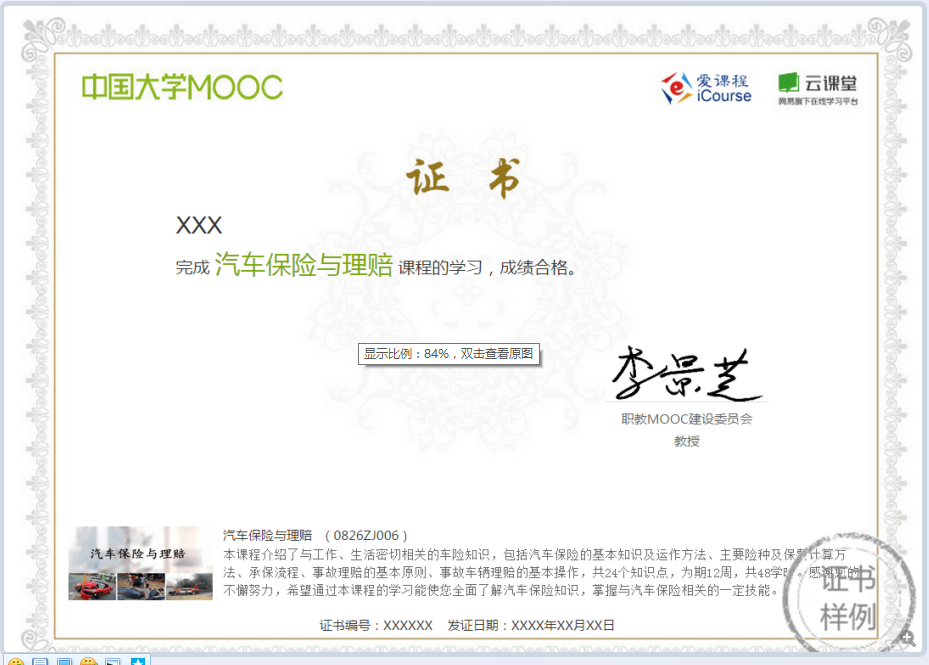 中国大学MOOC
爱课程
iCourse
云课堂
网易旗下在线学习平台
证 书
XXX
完成 汽车保险与理赔 课程的学习，成绩合格。
显示比例：84%，双击查看原图
李景芝
职教MOOC建设委员会
教授
汽车保险与理赔
汽车保险与理赔 （0826ZJ006）
本课程介绍了与工作、生活密切相关的车险知识，包括汽车保险的基本知识及运作方法、主要险种及保费计算方
法、承保流程、事故理赔的基本原则、事故车辆理赔的基本操作，共24个知识点，为期12周，共48学时。感谢您的
不懈努力，希望通过本课程的学习能使您全面了解汽车保险知识，掌握与汽车保险相关的一定技能。
证书样例
证书编号：XXXXXX 发证日期：XXXX年XX月XX日